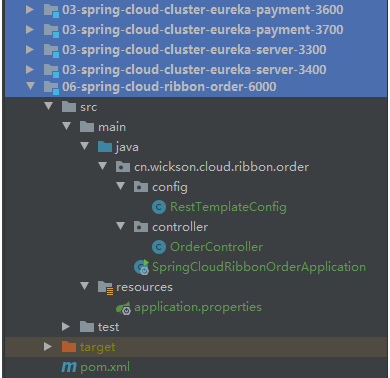 03-spring-cloud-cluster-eureka-payment-3600
03-spring-cloud-cluster-eureka-payment-3700
03-spring-cloud-cluster-eureka-server-3300
03-spring-cloud-cluster-eureka-server-3400
06-spring-cloud-ribbon-order-6000
src
main
java
cn.wickson.cloud.ribbon.order
config
RestTemplateConfig
controller
OrderController
SpringCloudRibbonOrderApplication
resources
application.properties
test
target
pom.xml